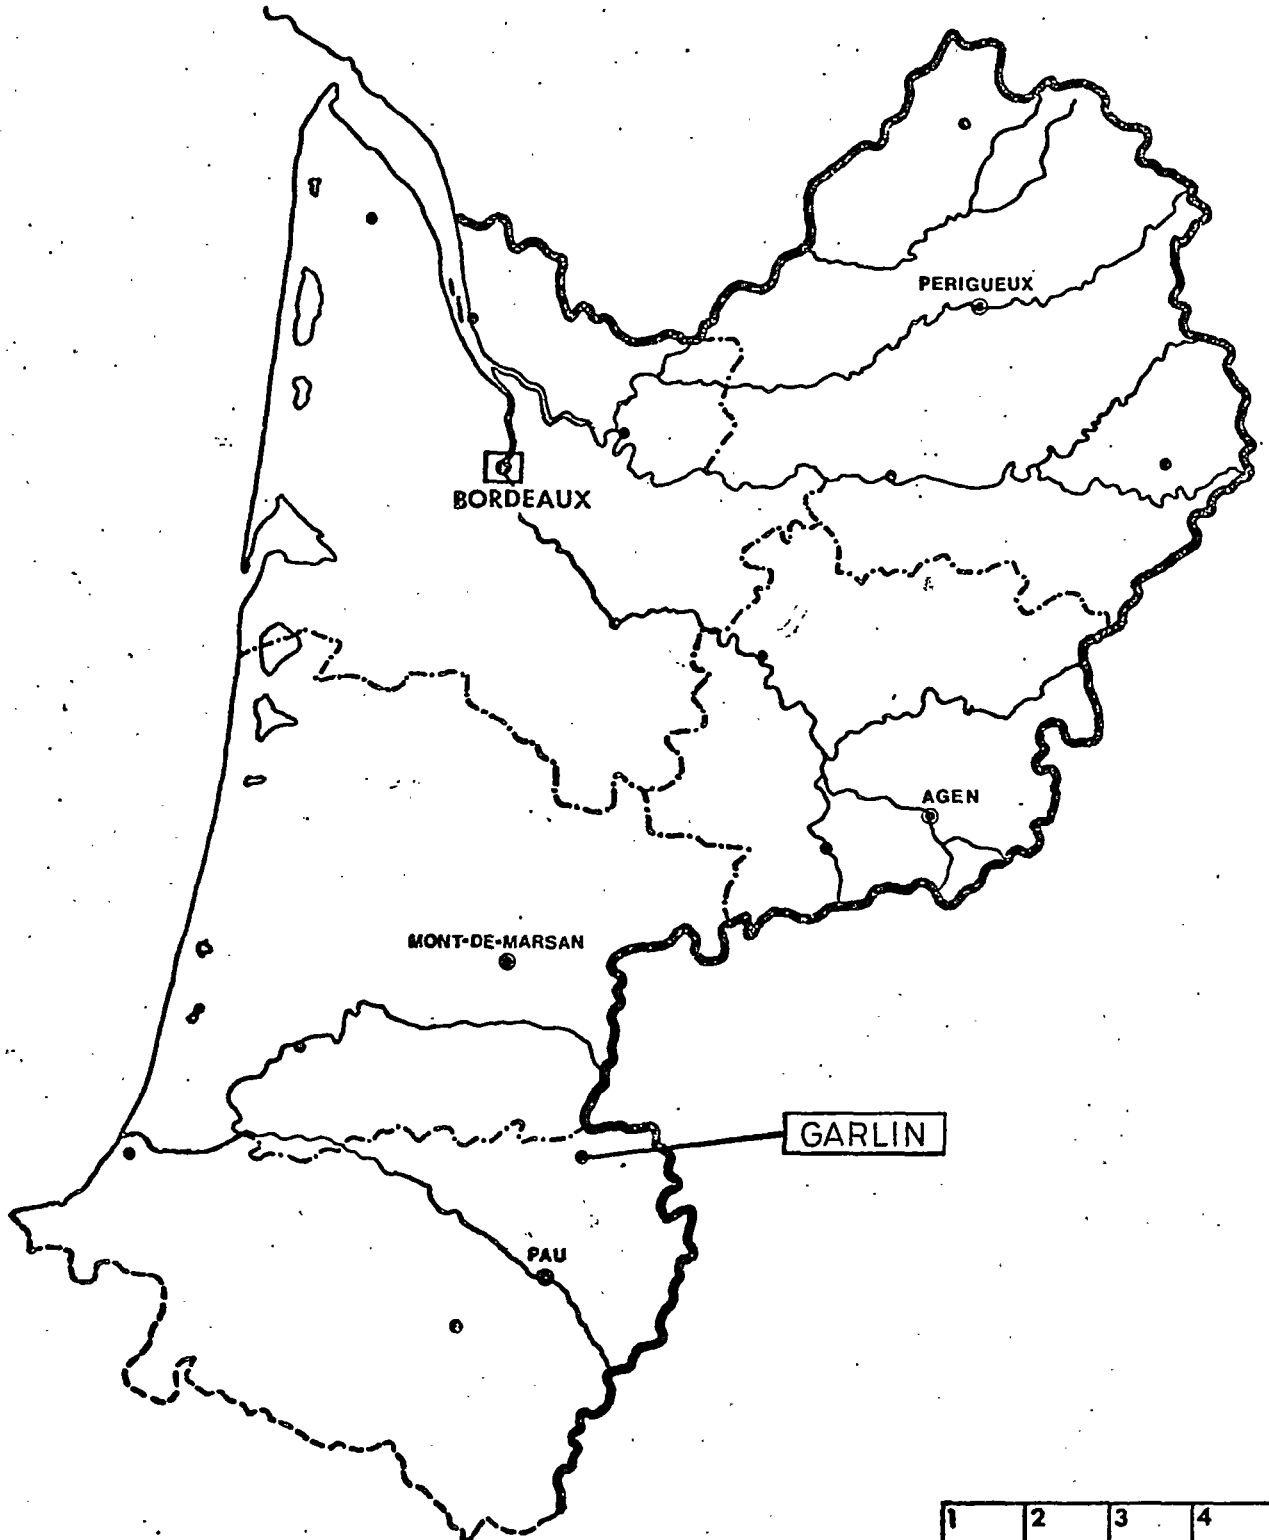 PERIGUEUX
BORDEAUX
AGEN
MONT-DE-MARSAN
GARLIN
PAU
1 2 3 4